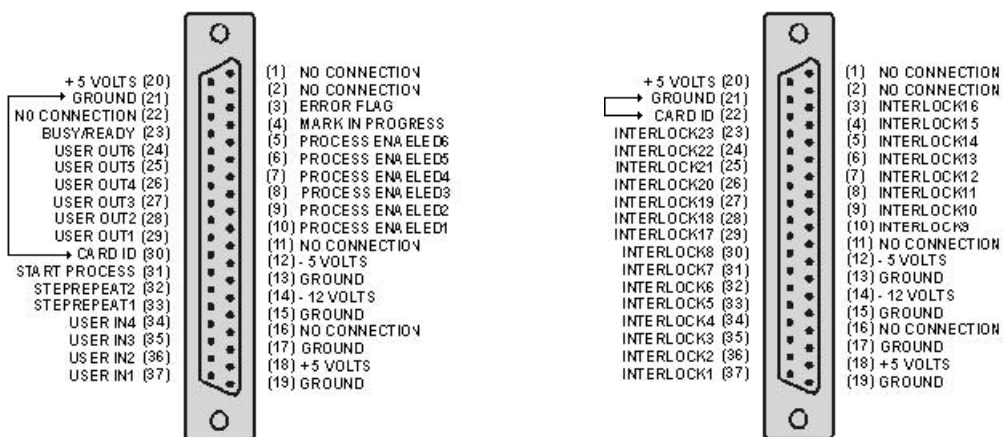 + 5 VOLTS (20)
GROUND (21)
NO CONNECTION (22)
BUSY/READY (23)
USER OUT6 (24)
USER OUT5 (25)
USER OUT4 (26)
USER OUT3 (27)
USER OUT2 (28)
USER OUT1 (29)
CARD ID (30)
START PROCESS (31)
STEPREPEAT2 (32)
STEPREPEAT1 (33)
USER IN4 (34)
USER IN3 (35)
USER IN2 (36)
USER IN1 (37)
(1) NO CONNECTION
(2) NO CONNECTION
(3) ERROR FLAG
(4) MARK IN PROGRESS
(5) PROCESS ENAELED6
(6) PROCESS ENAELED5
(7) PROCESS ENAELED4
(8) PROCESS ENAELED3
(9) PROCESS ENAELED2
(10) PROCESS ENAELED1
(11) NO CONNECTION
(12) - 5 VOLTS
(13) GROUND
(14) - 12 VOLTS
(15) GROUND
(16) NO CONNECTION
(17) GROUND
(18) +5 VOLTS
(19) GROUND
+ 5 VOLTS (20)
GROUND (21)
CARD ID (22)
INTERLOCK23 (23)
INTERLOCK22 (24)
INTERLOCK21 (25)
INTERLOCK20 (26)
INTERLOCK19 (27)
INTERLOCK18 (28)
INTERLOCK17 (29)
INTERLOCK8 (30)
INTERLOCK7 (31)
INTERLOCK6 (32)
INTERLOCK5 (33)
INTERLOCK4 (34)
INTERLOCK3 (35)
INTERLOCK2 (36)
INTERLOCK1 (37)
(1) NO CONNECTION
(2) NO CONNECTION
(3) INTERLOCK16
(4) INTERLOCK15
(5) INTERLOCK14
(6) INTERLOCK13
(7) INTERLOCK12
(8) INTERLOCK11
(9) INTERLOCK10
(10) INTERLOCK9
(11) NO CONNECTION
(12) - 5 VOLTS
(13) GROUND
(14) - 12 VOLTS
(15) GROUND
(16) NO CONNECTION
(17) GROUND
(18) +5 VOLTS
(19) GROUND